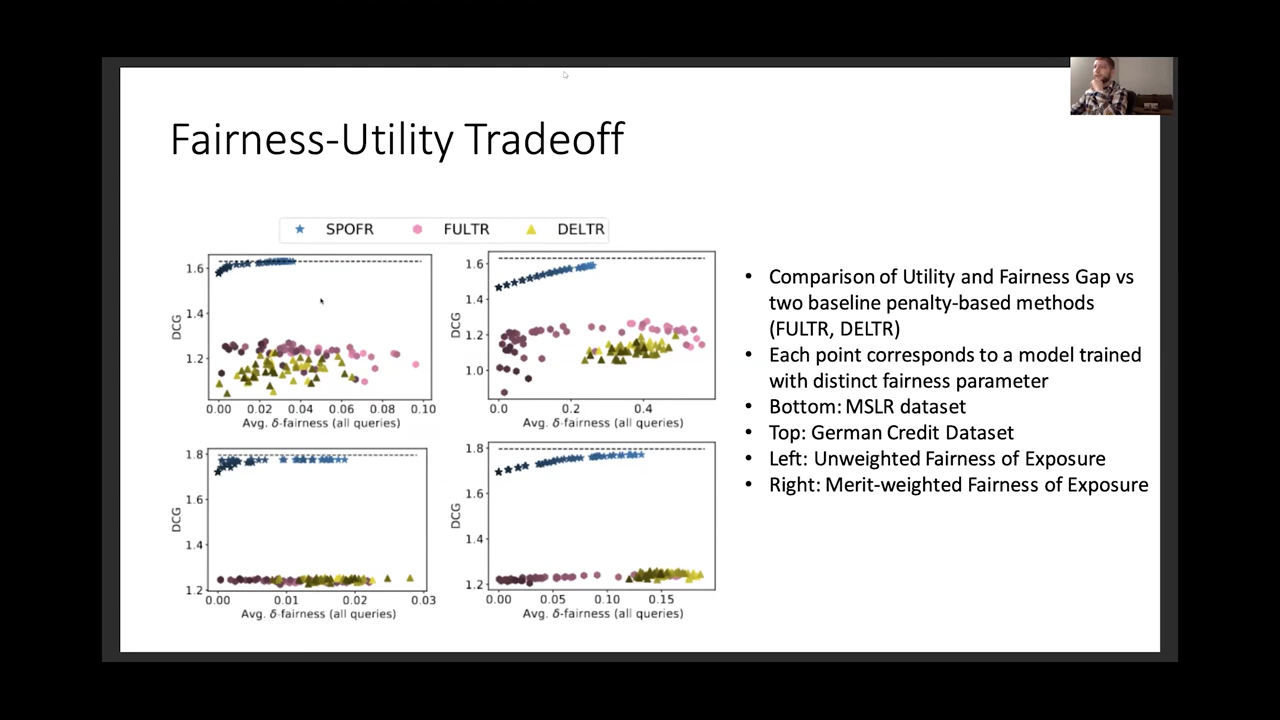 Fairness-Utility Tradeoff
SPOFR FULTR DELTR
1.6
1.4
1.2
DCG
0.00 0.02 0.04 0.06 0.08 0.10
Avg. δ-fairness (all queries)
1.6
1.4
1.2
1.0
DCG
0.0 0.2 0.4
Avg. δ-fairness (all queries)
1.8
1.6
1.4
1.2
DCG
0.00 0.01 0.02 0.03
Avg. δ-fairness (all queries)
1.8
1.6
1.4
1.2
DCG
0.00 0.05 0.10 0.15
Avg. δ-fairness (all queries)
• Comparison of Utility and Fairness Gap vs
two baseline penalty-based methods
(FULTR, DELTR)
• Each point corresponds to a model trained
with distinct fairness parameter
• Bottom: MSLR dataset
• Top: German Credit Dataset
• Left: Unweighted Fairness of Exposure
• Right: Merit-weighted Fairness of Exposure